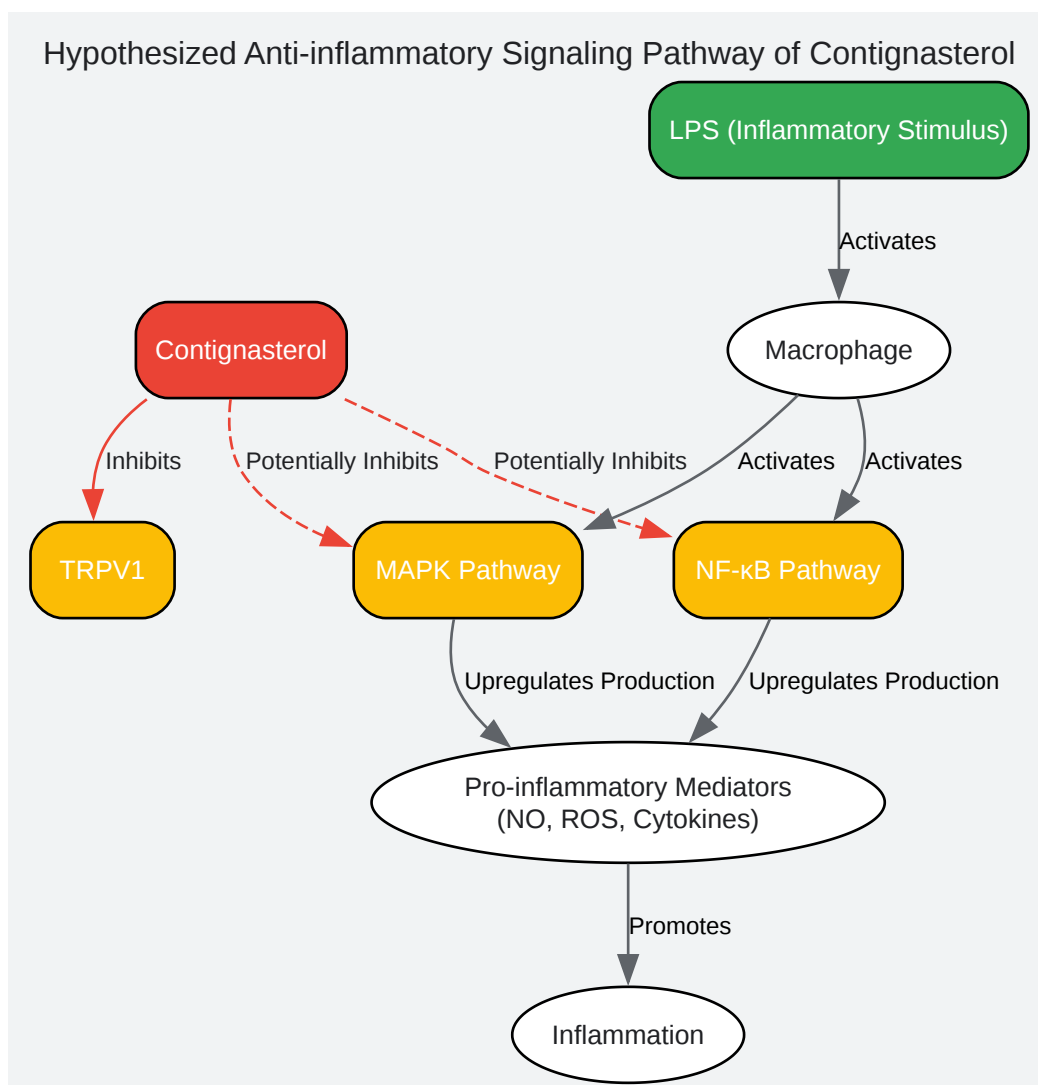 Hypothesized Anti-inflammatory Signaling Pathway of Contignasterol
LPS (Inflammatory Stimulus)
Activates
Contignasterol
Macrophage
Inhibits
Potentially Inhibits
Potentially Inhibits
Activates
Activates
TRPV1
MAPK Pathway
NF-κB Pathway
Upregulates Production
Upregulates Production
Pro-inflammatory Mediators
(NO, ROS, Cytokines)
Promotes
Inflammation